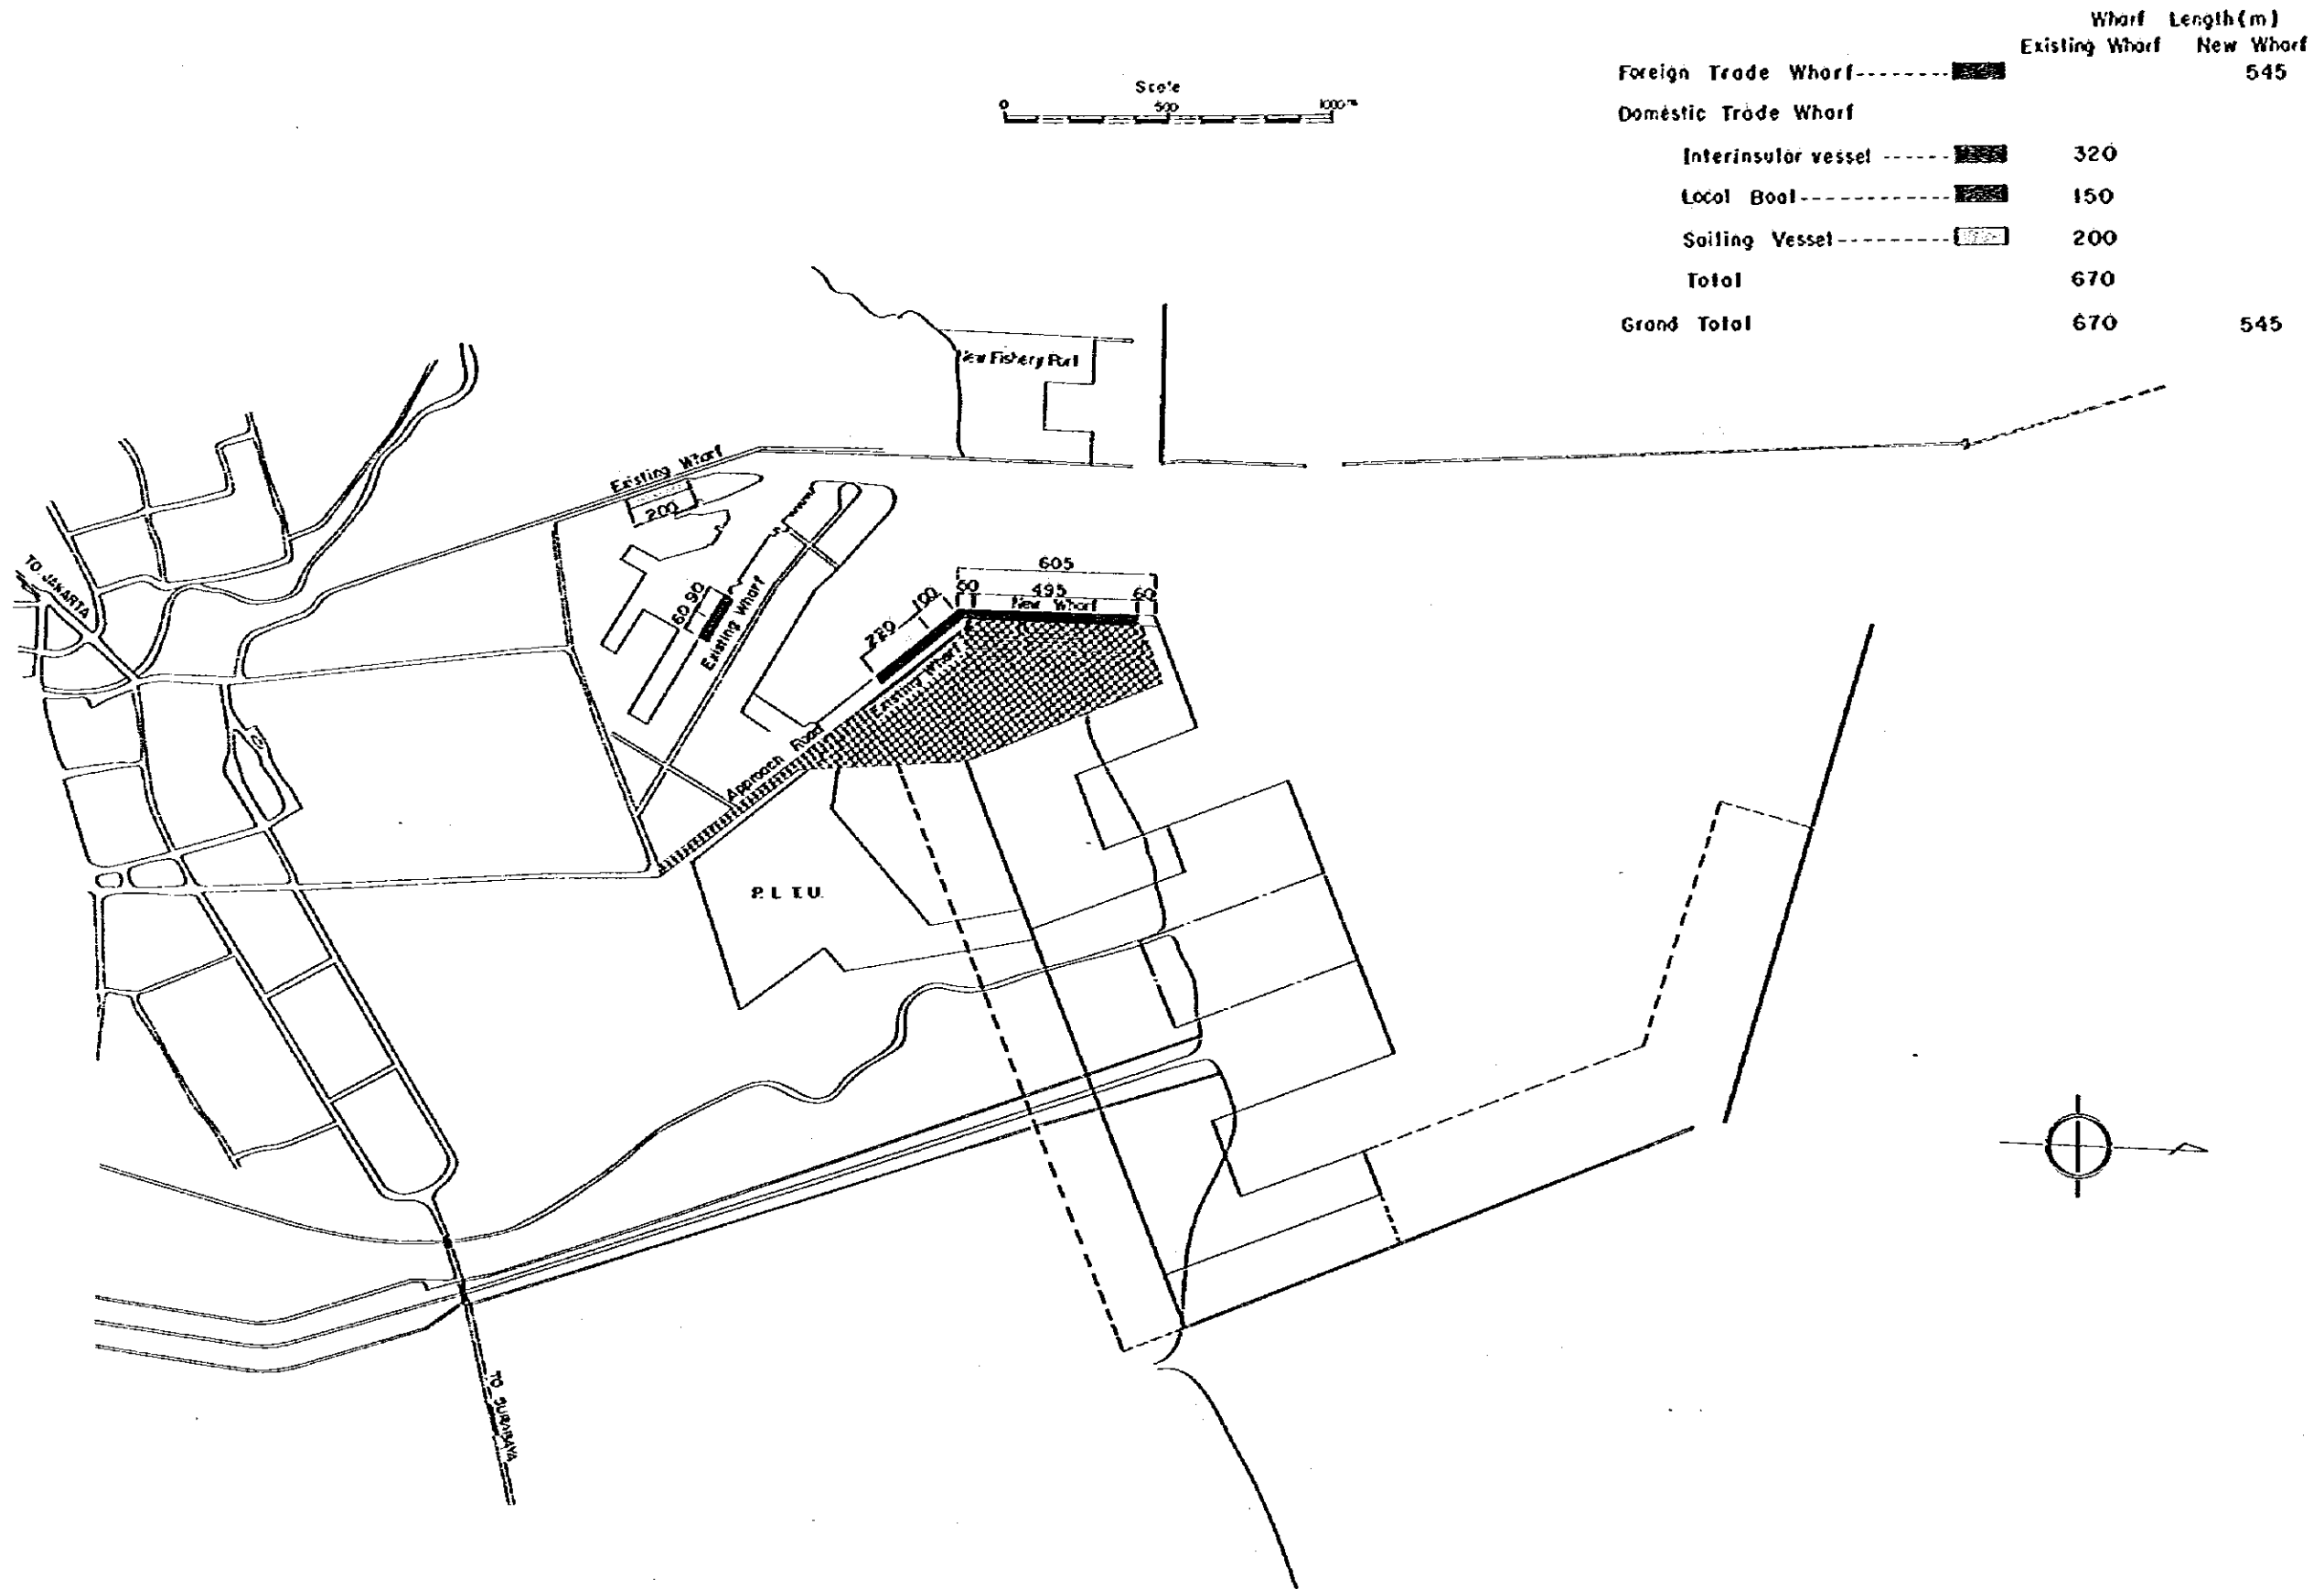 Wharf Length(m)
Existing Wharf New Wharf
Foreign Trade Wharf 545
Domestic Trade Wharf
Interinsular vessel 320
Local Boat 150
Sailing Vessel 200
Total 670
Grand Total 670 545
Scale
0 500 1000m
New Fishery Port
Existing Wharf
200
TO JAKARTA
60 90
Existing Wharf
605
50 495 60
New Wharf
220 100
Existing Wharf
Approach Road
P.L.T.U.
TO SURABAYA